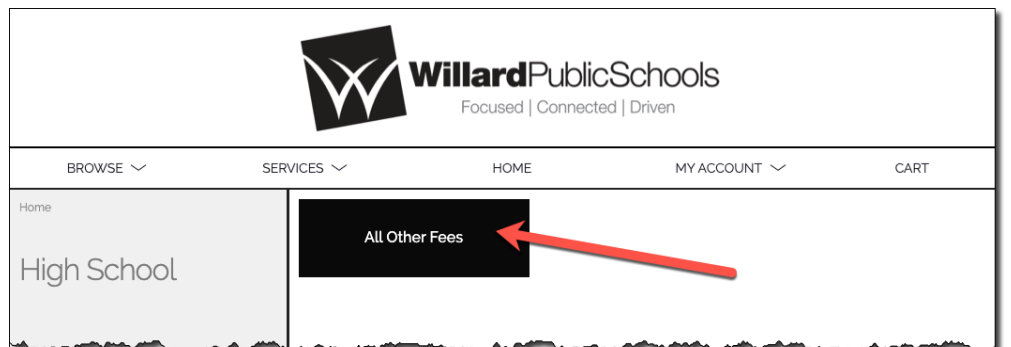 WillardPublicSchools
Focused | Connected | Driven
BROWSE SERVICES HOME MY ACCOUNT CART
Home
High School
All Other Fees